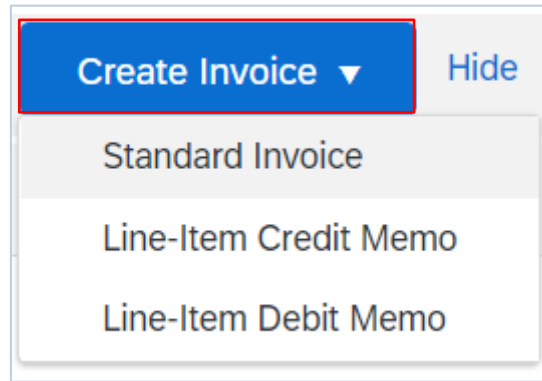 Create Invoice ▼ Hide
Standard Invoice
Line-Item Credit Memo
Line-Item Debit Memo